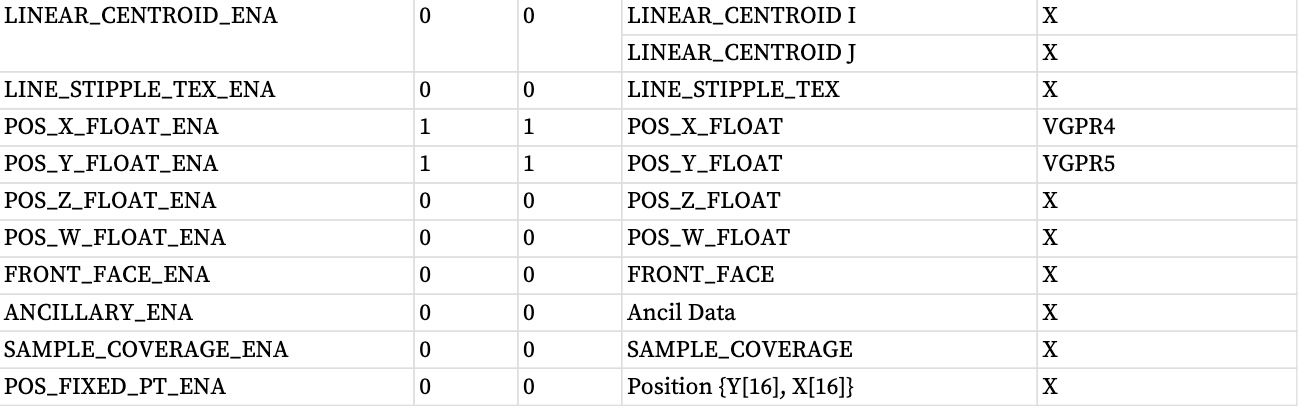 LINEAR_CENTROID_ENA 0 0 LINEAR_CENTROID I X
LINEAR_CENTROID J X
LINE_STIPPLE_TEX_ENA 0 0 LINE_STIPPLE_TEX X
POS_X_FLOAT_ENA 1 1 POS_X_FLOAT VGPR4
POS_Y_FLOAT_ENA 1 1 POS_Y_FLOAT VGPR5
POS_Z_FLOAT_ENA 0 0 POS_Z_FLOAT X
POS_W_FLOAT_ENA 0 0 POS_W_FLOAT X
FRONT_FACE_ENA 0 0 FRONT_FACE X
ANCILLARY_ENA 0 0 Ancil Data X
SAMPLE_COVERAGE_ENA 0 0 SAMPLE_COVERAGE X
POS_FIXED_PT_ENA 0 0 Position {Y[16], X[16]} X